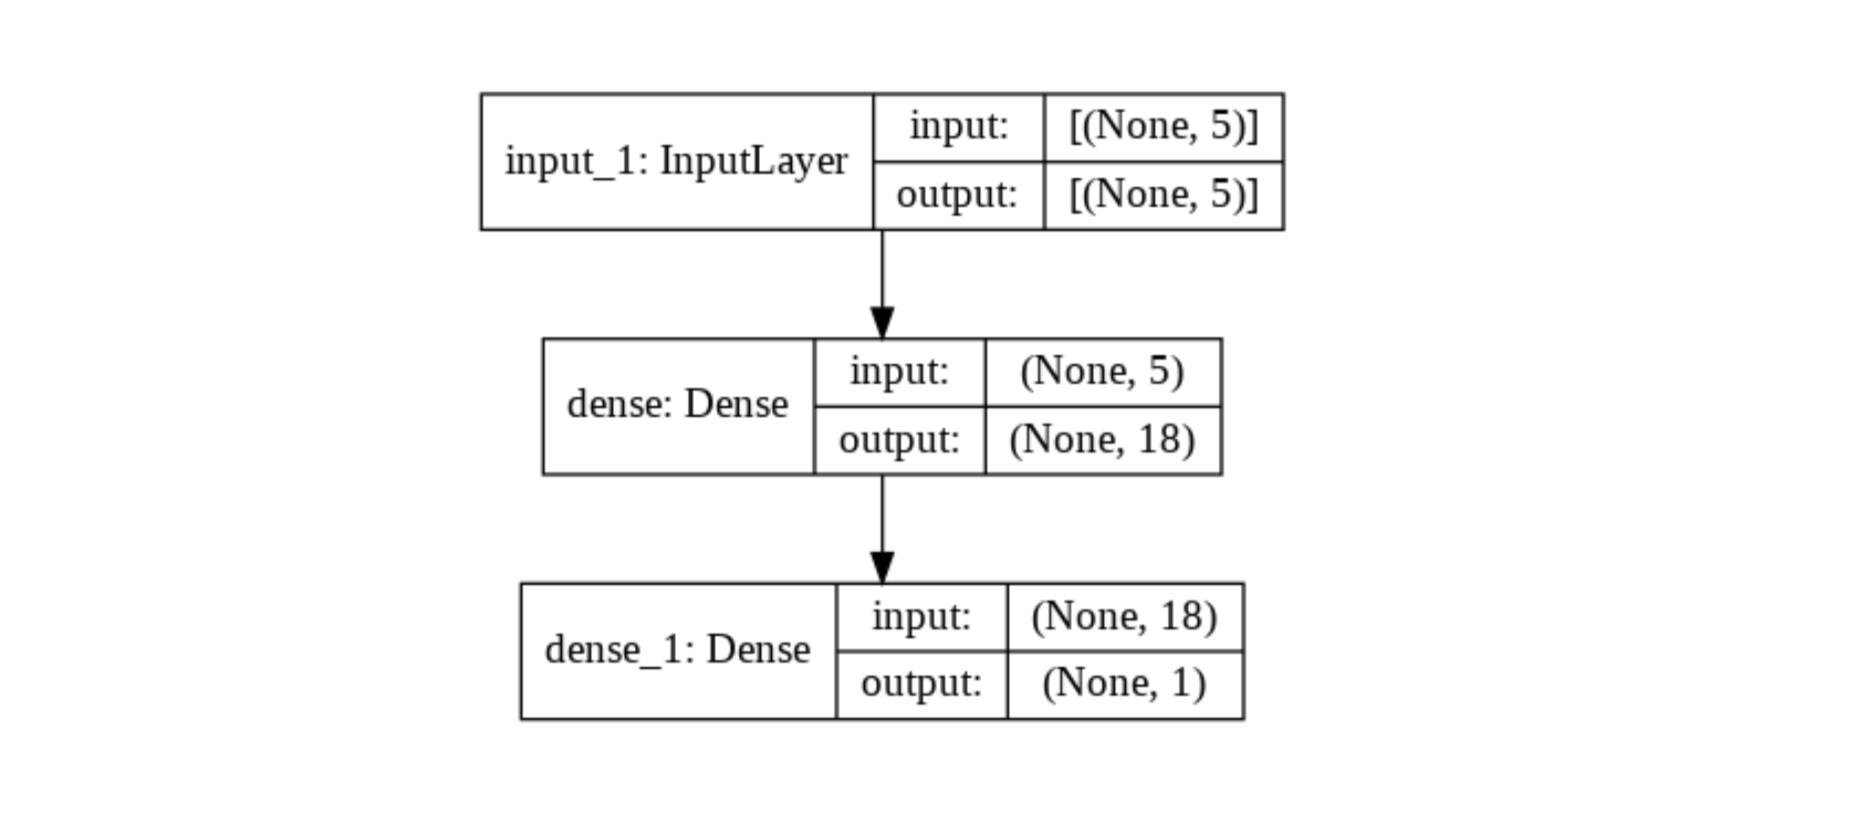 input_1: InputLayer
input:
[(None, 5)]
output:
[(None, 5)]
dense: Dense
input:
(None, 5)
output:
(None, 18)
dense_1: Dense
input:
(None, 18)
output:
(None, 1)